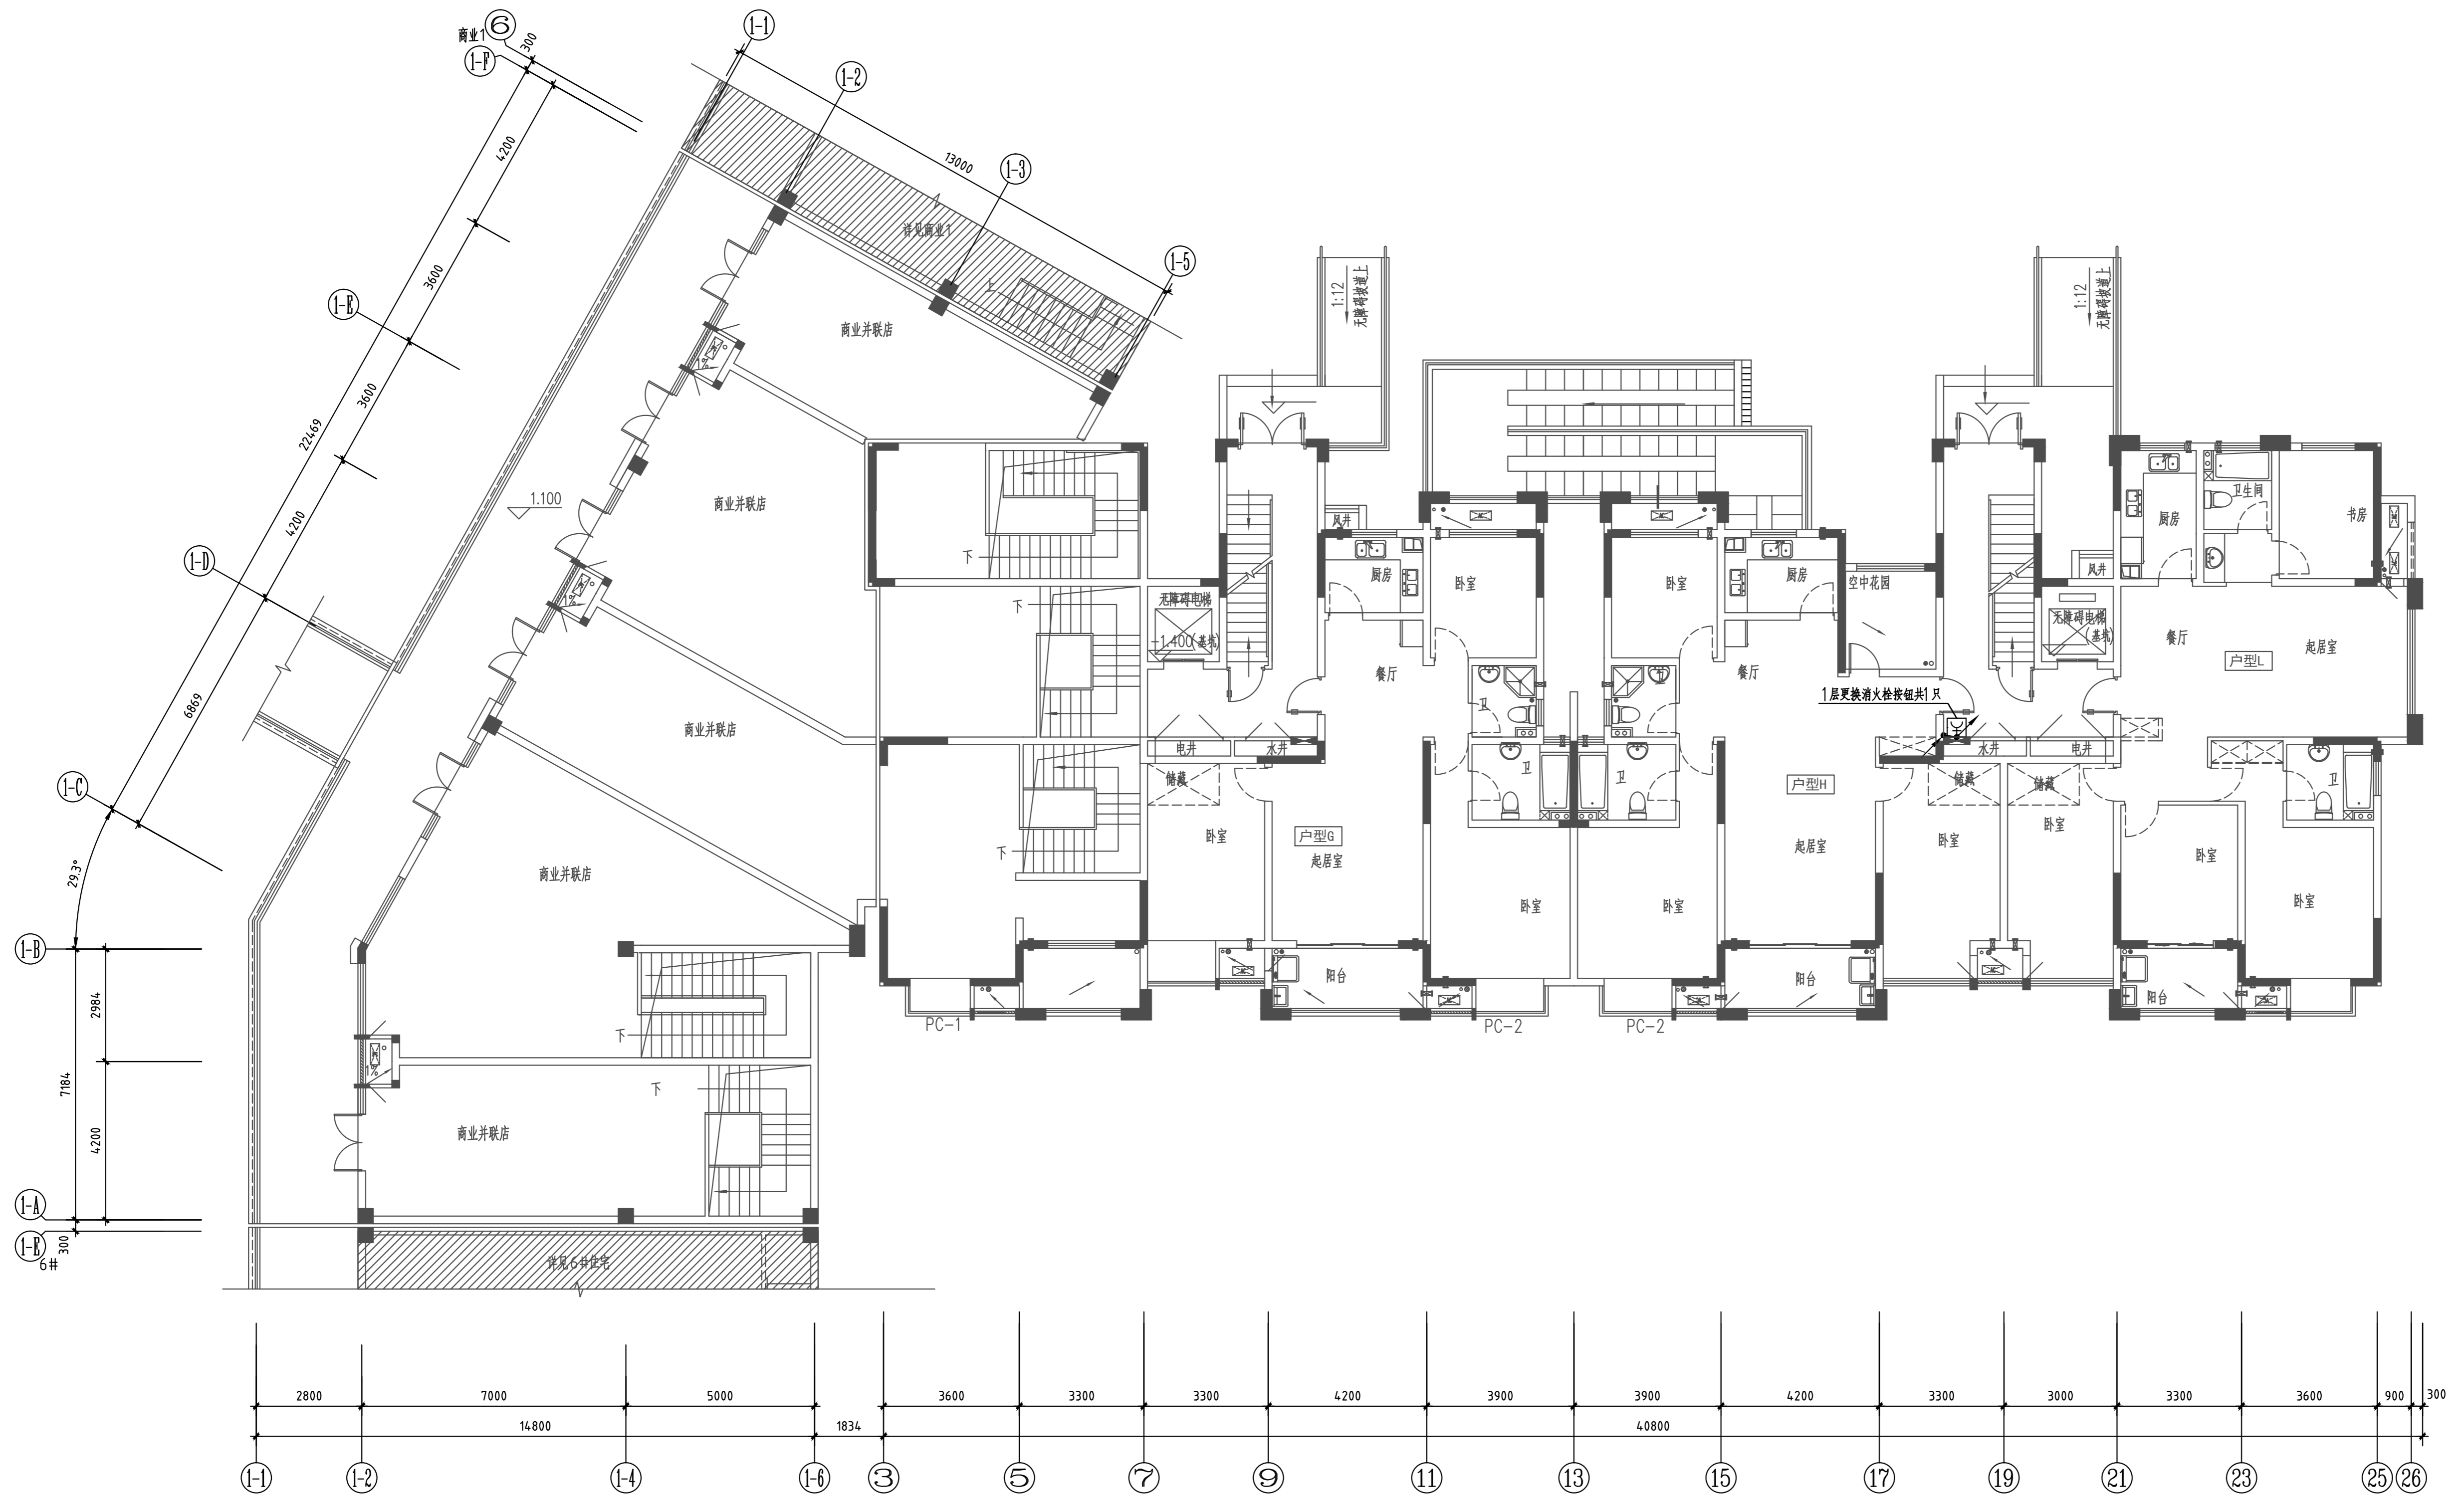 商业1
6
1-F
300
1-1
1-2
1-3
1-5
13000
4200
3600
3600
4200
6869
22469
1-E
1-D
1-C
29.3°
1-B
1-A
1-E
6#
2984
4200
7184
300
详见商业1
上
商业并联店
商业并联店
1.100
商业并联店
商业并联店
商业并联店
1%
下
下
下
下
下
详见6#住宅
1:12
无障碍坡道上
1:12
无障碍坡道上
风井
厨房
卧室
卧室
厨房
空中花园
无障碍电梯
-1.400(基坑)
餐厅
卫
卫
餐厅
1层更换消火栓按钮共1只
电井
水井
储藏
卫
卫
卧室
户型G
起居室
户型H
起居室
卧室
卧室
阳台
阳台
PC-1
PC-2
PC-2
厨房
卫生间
书房
风井
无障碍电梯
(基坑)
餐厅
户型L
起居室
水井
电井
储藏
储藏
卫
卧室
卧室
卧室
卧室
阳台
2800
7000
5000
3600
3300
3300
4200
3900
3900
4200
3300
3000
3300
3600
900
300
14800
1834
40800
1-1
1-2
1-4
1-6
3
5
7
9
11
13
15
17
19
21
23
25
26